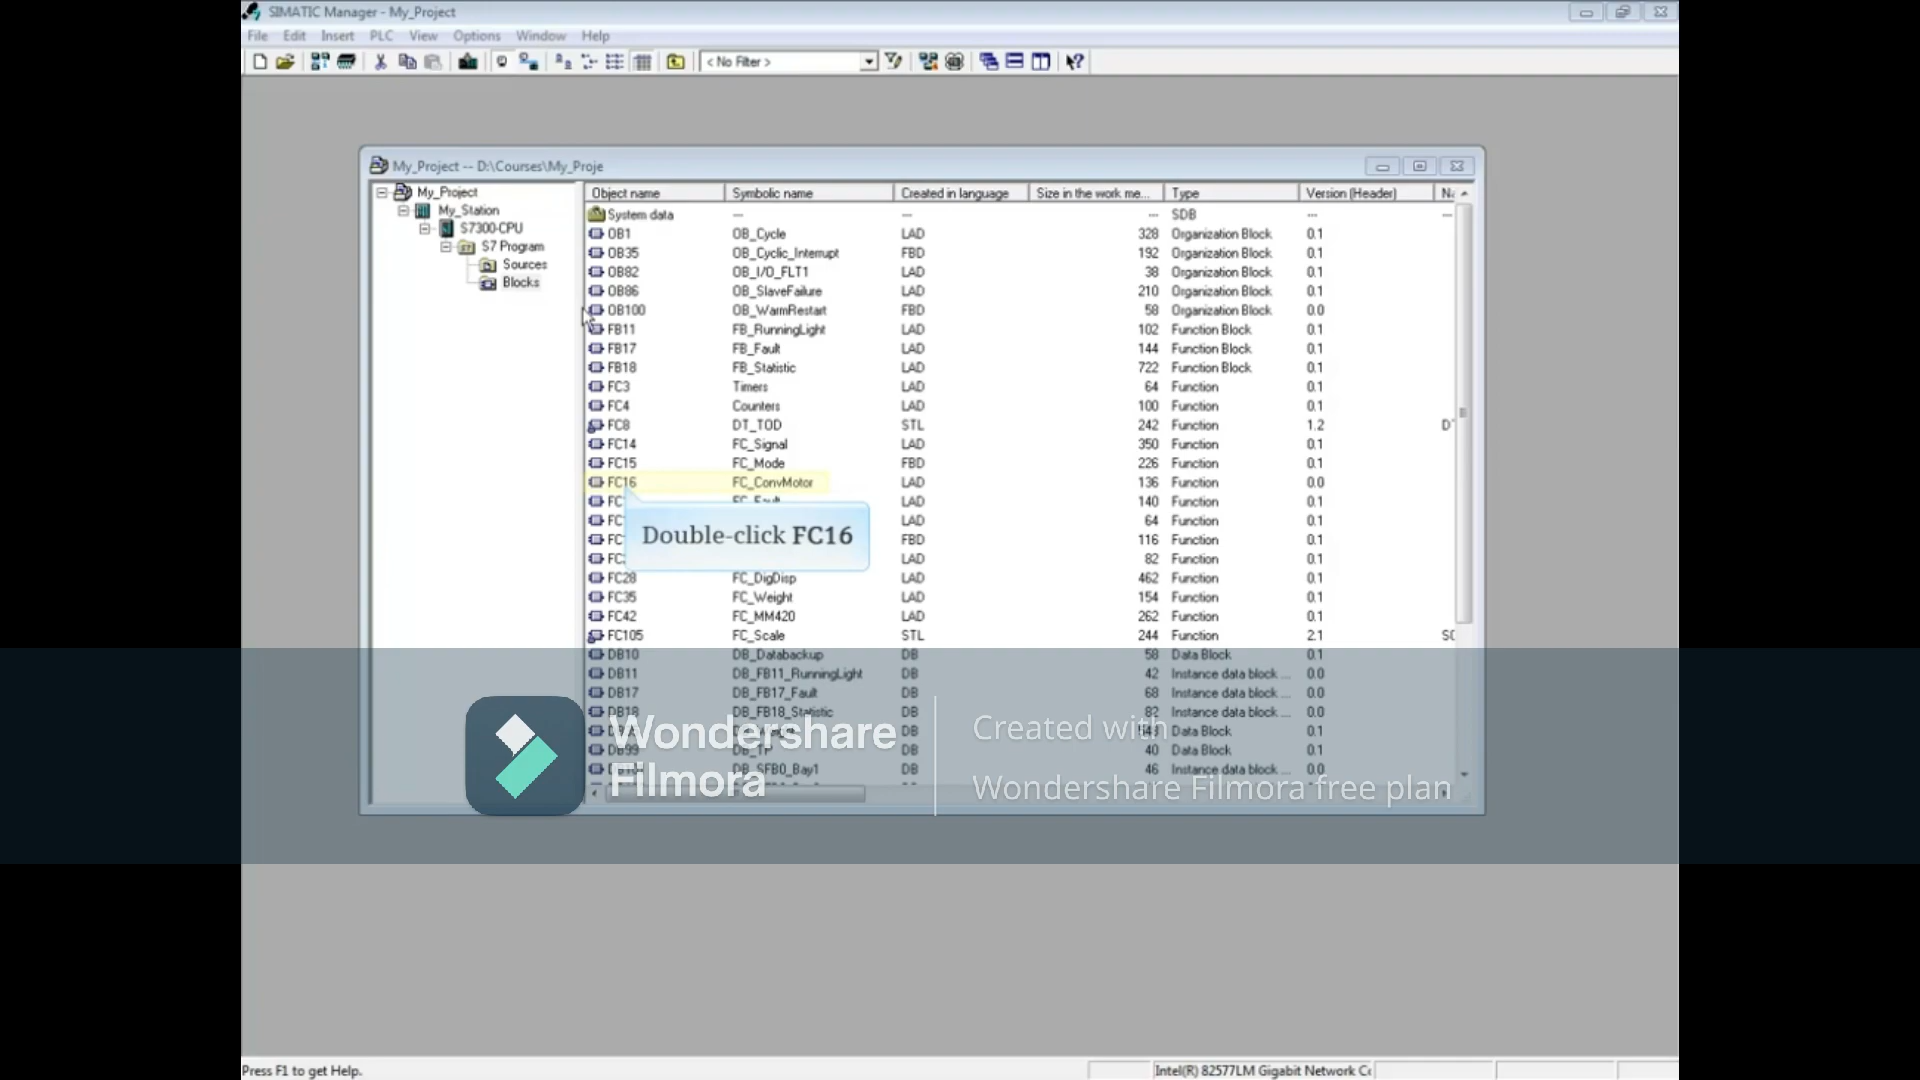 SIMATIC Manager - My_Project
File Edit Insert PLC View Options Window Help
< No Filter >
My_Project -- D:\Courses\My_Proje
My_Project
My_Station
S7300-CPU
S7 Program
Sources
Blocks
Object name Symbolic name Created in language Size in the work me... Type Version (Header)
System data --- --- --- SDB --- ---
OB1 OB_Cycle LAD 328 Organization Block 0.1
OB35 OB_Cyclic_Interrupt FBD 192 Organization Block 0.1
OB82 OB_I/O_FLT1 LAD 38 Organization Block 0.1
OB86 OB_SlaveFailure LAD 210 Organization Block 0.1
OB100 OB_WarmRestart FBD 58 Organization Block 0.0
FB11 FB_RunningLight LAD 102 Function Block 0.1
FB17 FB_Fault LAD 144 Function Block 0.1
FB18 FB_Statistic LAD 722 Function Block 0.1
FC3 Timers LAD 64 Function 0.1
FC4 Counters LAD 100 Function 0.1
FC8 DT_TOD STL 242 Function 1.2
FC14 FC_Signal LAD 350 Function 0.1
FC15 FC_Mode FBD 226 Function 0.1
FC16 FC_ConvMotor LAD 136 Function 0.0
FC LAD 140 Function 0.1
FC LAD 64 Function 0.1
FC FBD 116 Function 0.1
FC LAD 82 Function 0.1
Double-click FC16
FC28 FC_DigDisp LAD 462 Function 0.1
FC35 FC_Weight LAD 154 Function 0.1
FC42 FC_MM420 LAD 262 Function 0.1
FC105 FC_Scale STL 244 Function 2.1
DB10 DB_Databackup DB 58 Data Block 0.1
DB11 DB_FB11_RunningLight DB 42 Instance data block ... 0.0
DB17 DB_FB17_Fault DB 68 Instance data block ... 0.0
DB18 DB_FB18_Statistic DB 82 Instance data block ... 0.0
DB Data Block 0.1
DB99 DB_TP DB 40 Data Block 0.1
DB_SFB0_Bay1 DB 46 Instance data block ... 0.0
Wondershare
Filmora
Created with
Wondershare Filmora free plan
Press F1 to get Help.
Intel(R) 82577LM Gigabit Network Co